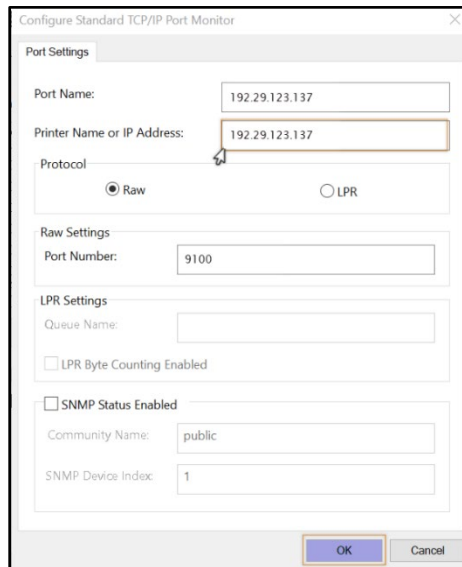 Configure Standard TCP/IP Port Monitor
Port Settings
Port Name: 192.29.123.137
Printer Name or IP Address: 192.29.123.137
Protocol
Raw LPR
Raw Settings
Port Number: 9100
LPR Settings
Queue Name:
LPR Byte Counting Enabled
SNMP Status Enabled
Community Name: public
SNMP Device Index: 1
OK Cancel